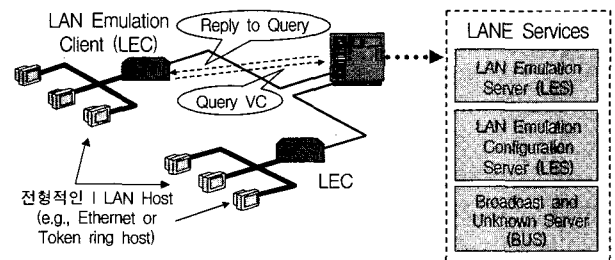 LAN Emulation
Client (LEC)
Reply to Query
Query VC
LEC
전형적인 I LAN Host
(e.g., Ethernet or
Token ring host)
LANE Services
LAN Emulation
Server (LES)
LAN Emulation
Configuration
Server (LES)
Broadcast and
Unknown Server
(BUS)